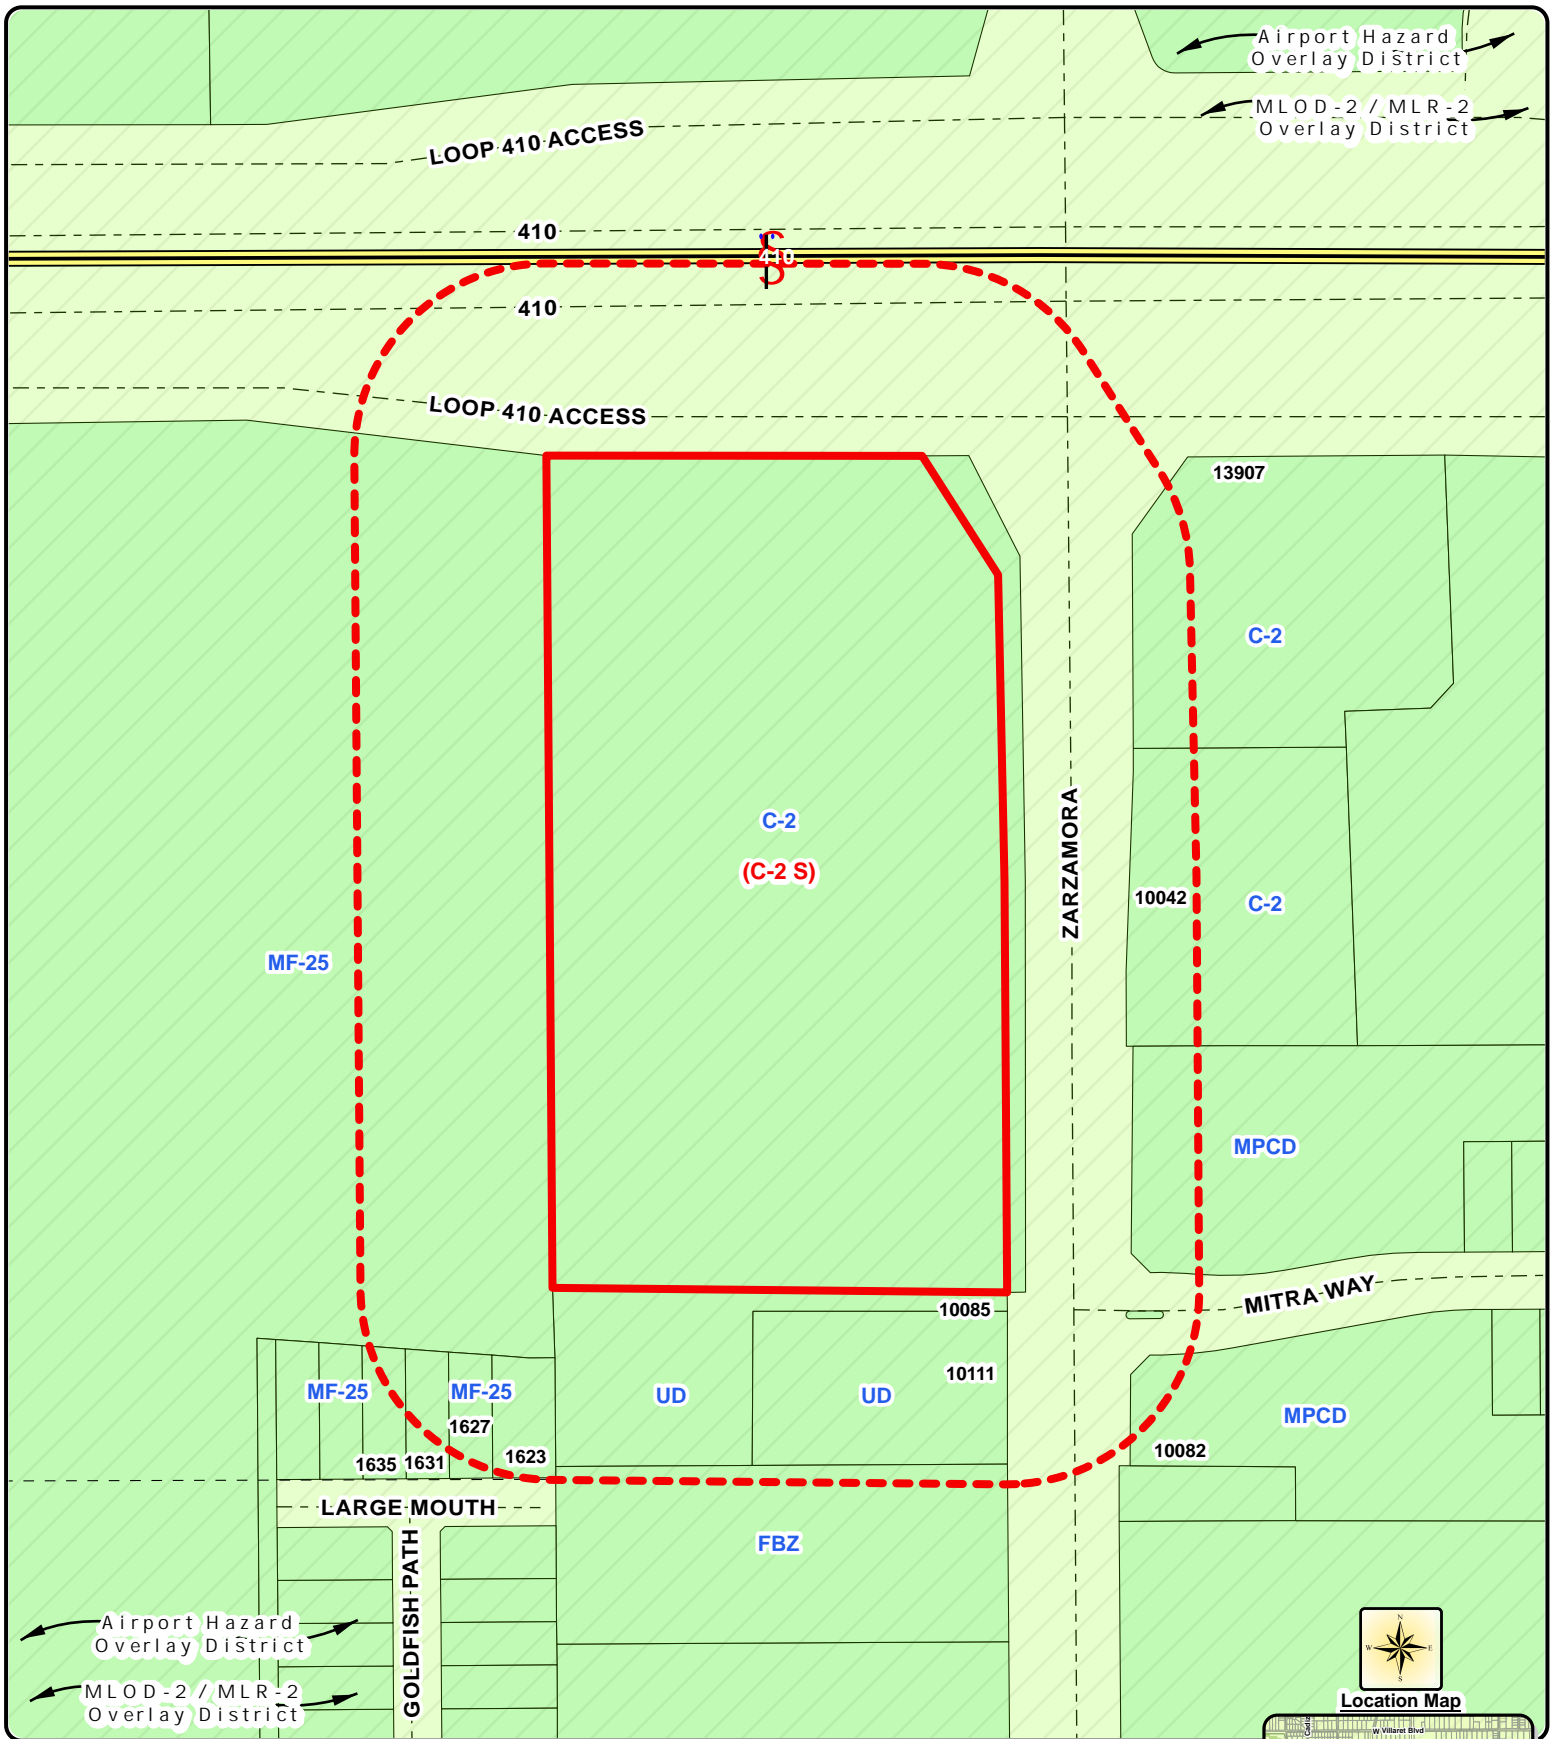 Airport Hazard
Overlay District
MLOD-2 / MLR-2
Overlay District
LOOP 410 ACCESS
410
410
410
LOOP 410 ACCESS
13907
C-2
C-2
(C-2 S)
ZARZAMORA
10042
C-2
MF-25
MPCD
MITRA WAY
10085
10111
MF-25
MF-25
UD
UD
MPCD
1627
1623
1635
1631
10082
LARGE MOUTH
FBZ
GOLDFISH PATH
Airport Hazard
Overlay District
MLOD-2 / MLR-2
Overlay District
N
W
E
S
Location Map
Cadiz
W Villaret Blvd